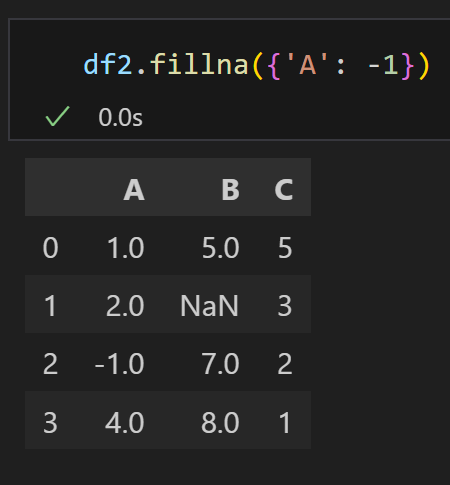 df2.fillna({'A': -1})
0.0s
A B C
0 1.0 5.0 5
1 2.0 NaN 3
2 -1.0 7.0 2
3 4.0 8.0 1